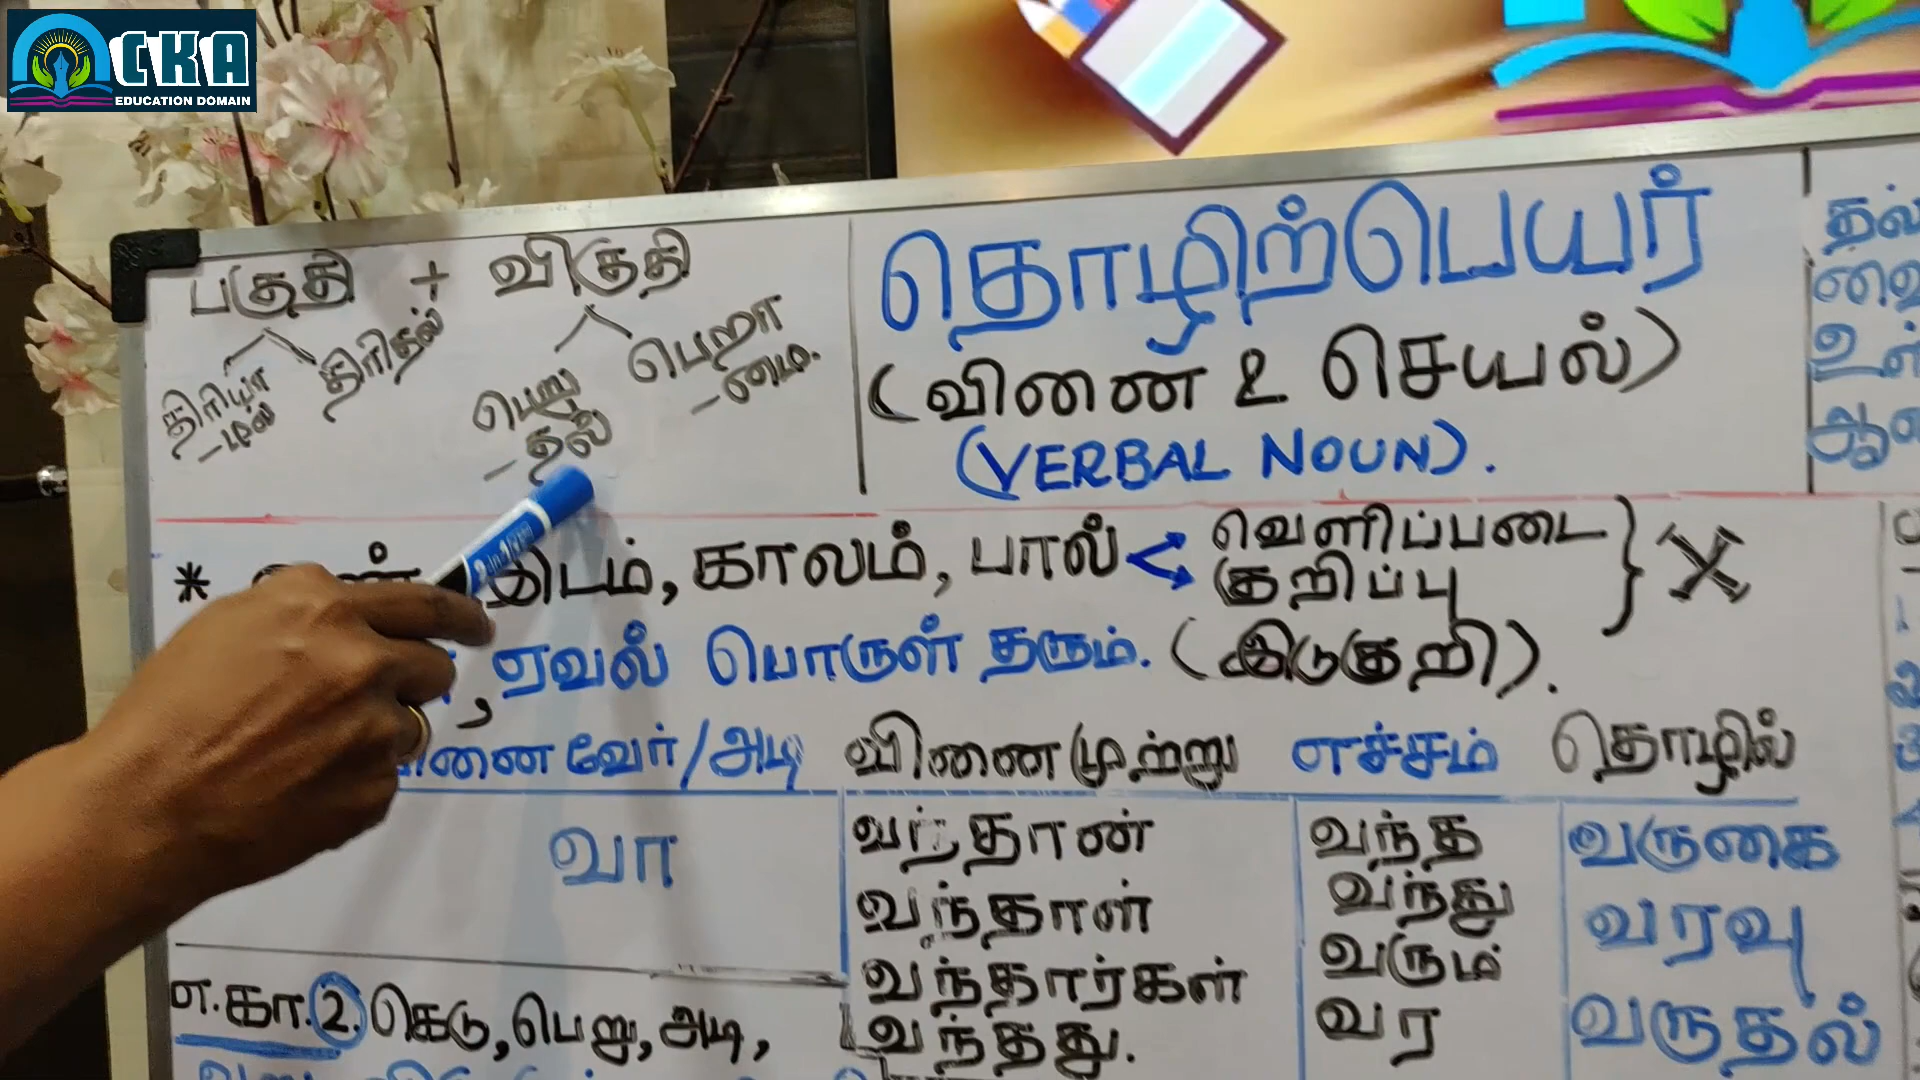 CKA
EDUCATION DOMAIN
பகுதி + விகுதி
திரியா
-மல்
திரிதல்
பெறு
-தல்
பெறா
-மை.
தொழிற்பெயர்
(வினை & செயல்)
(VERBAL NOUN).
* இடம், காலம், பால் வெளிப்படை
குறிப்பு
X
, ஏவல் பொருள் தரும். (இடுகுறி).
வினைவேர்/அடி வினைமுற்று எச்சம் தொழில்
வா
வந்தான்
வந்தாள்
வந்தார்கள்
வந்தது.
வந்த
வந்து
வரும்
வர
வருகை
வரவு
வருதல்
எ.கா.2. கெடு, பெறு, அடி,